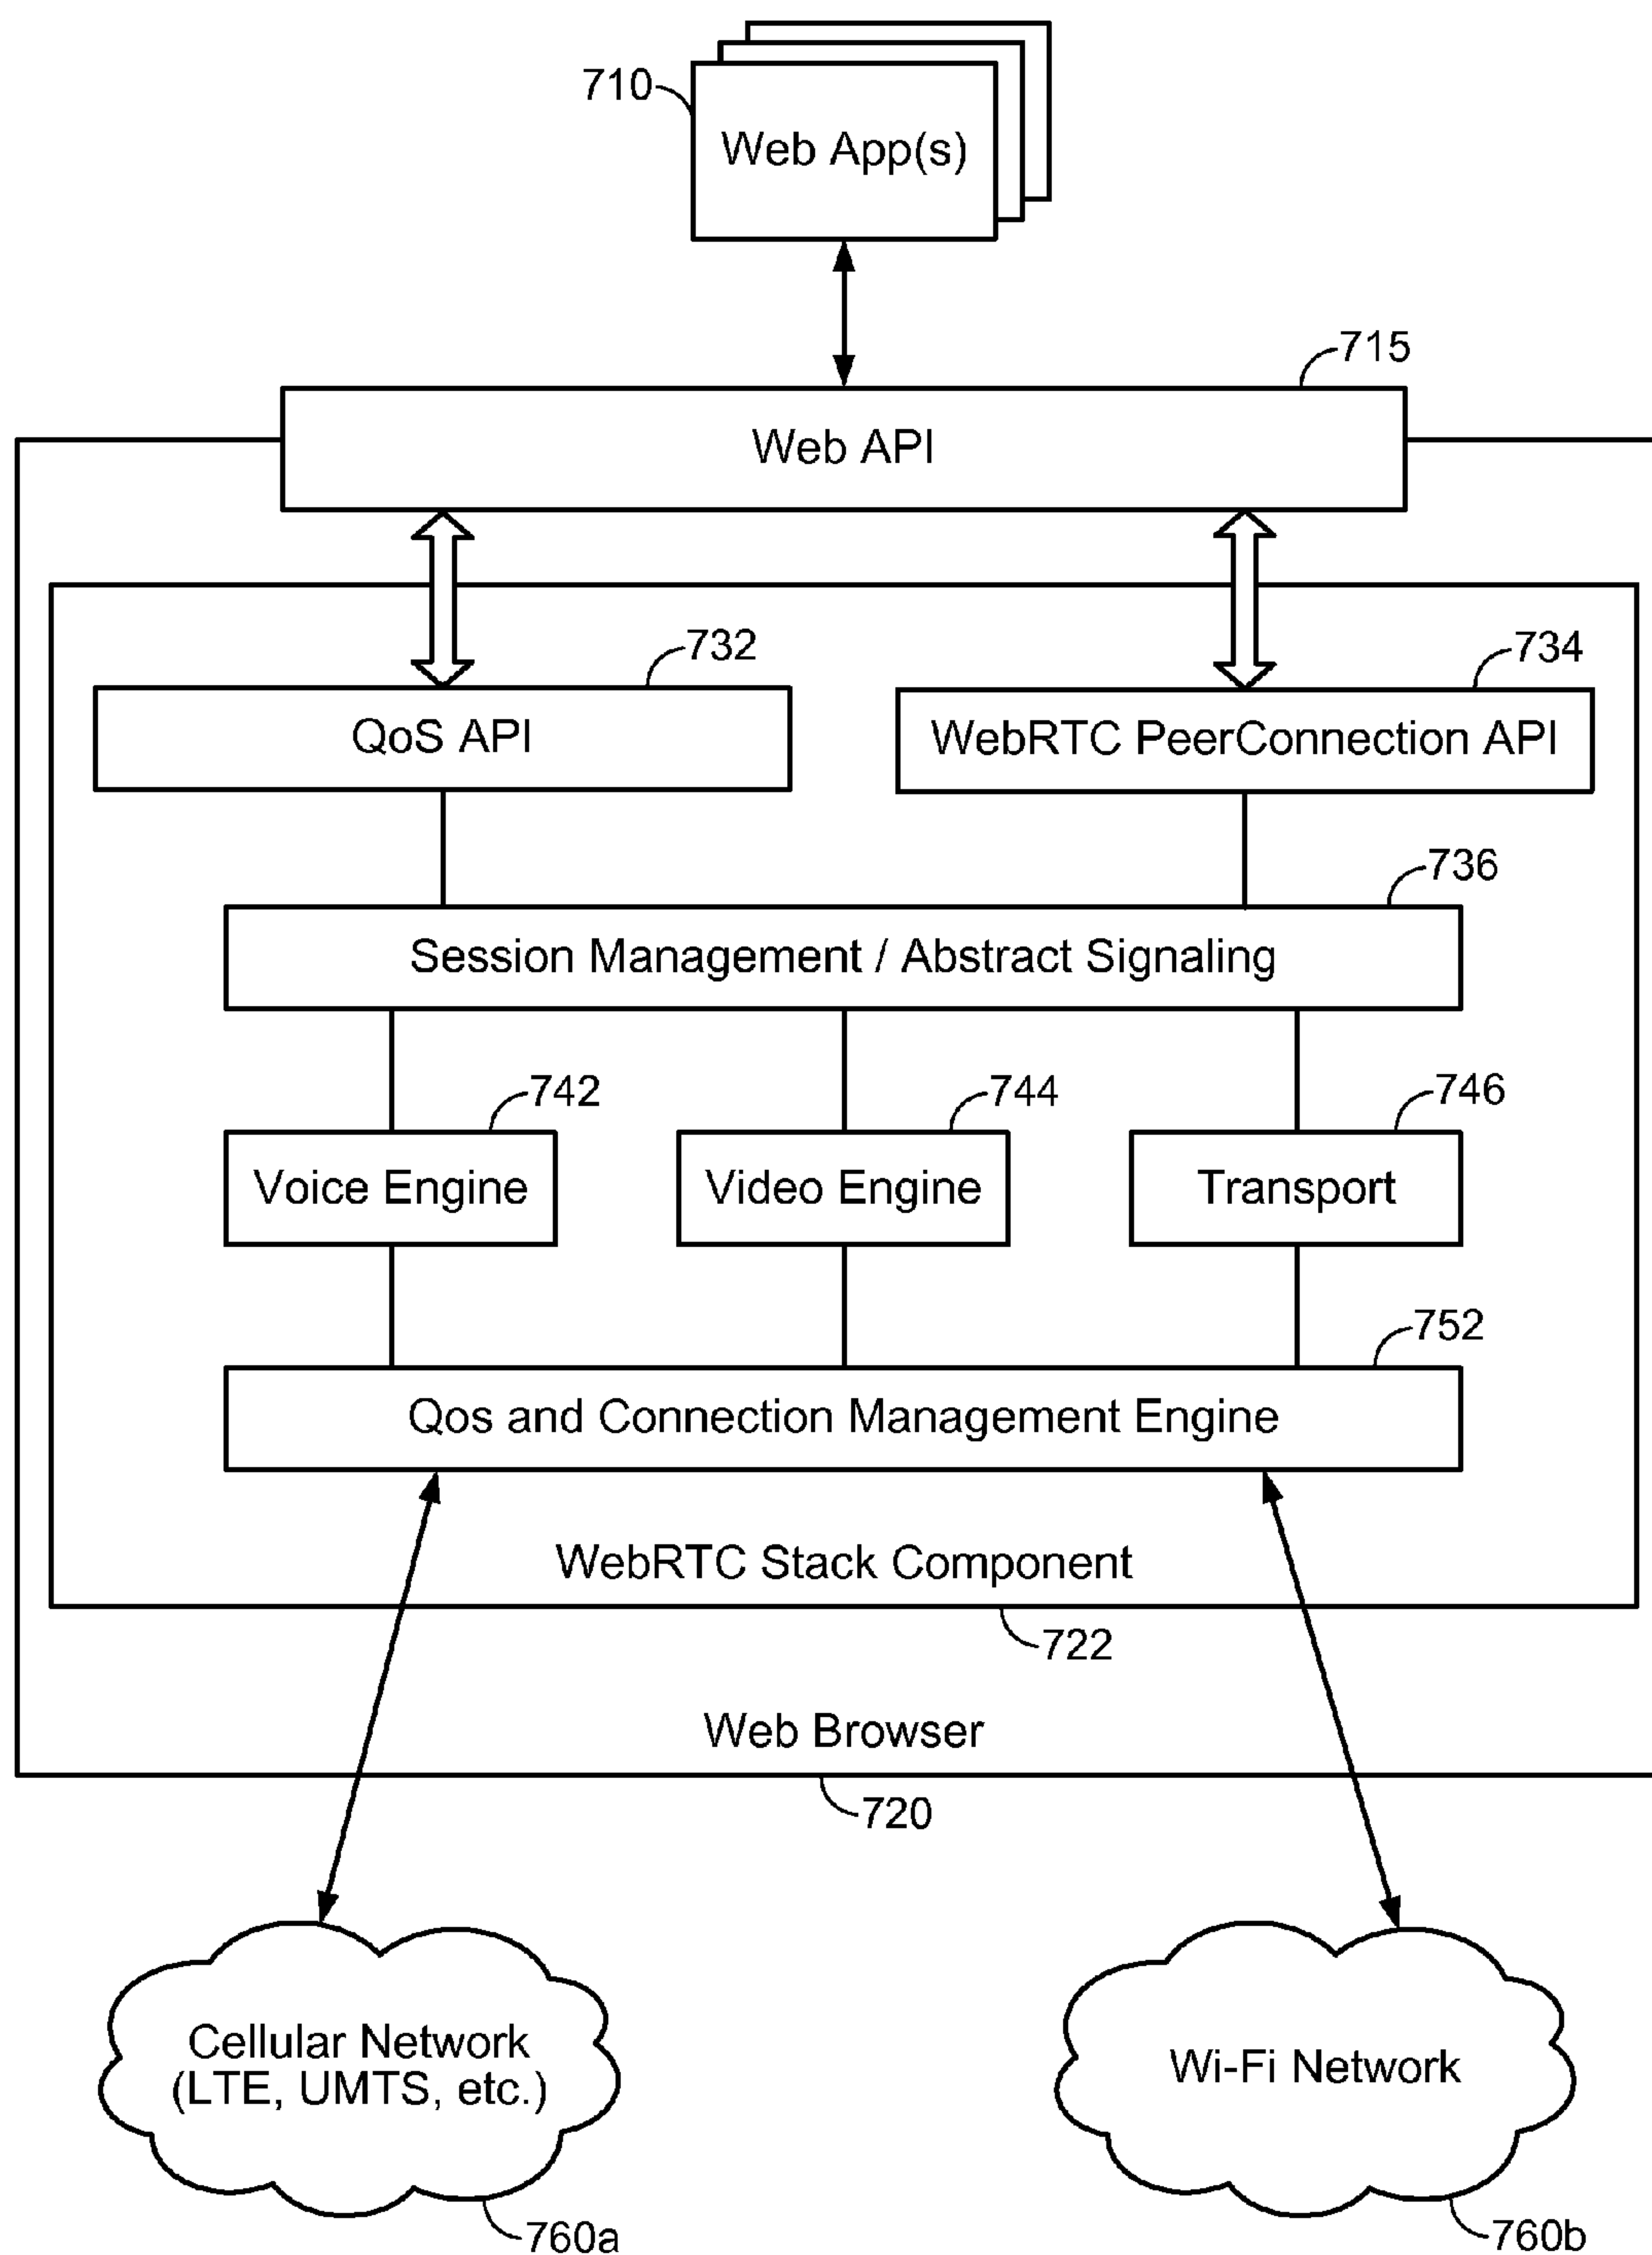 710
Web App(s)
715
Web API
732
734
QoS API
WebRTC PeerConnection API
736
Session Management / Abstract Signaling
742
744
746
Voice Engine
Video Engine
Transport
752
Qos and Connection Management Engine
WebRTC Stack Component
722
Web Browser
720
Cellular Network
(LTE, UMTS, etc.)
Wi-Fi Network
760a
760b